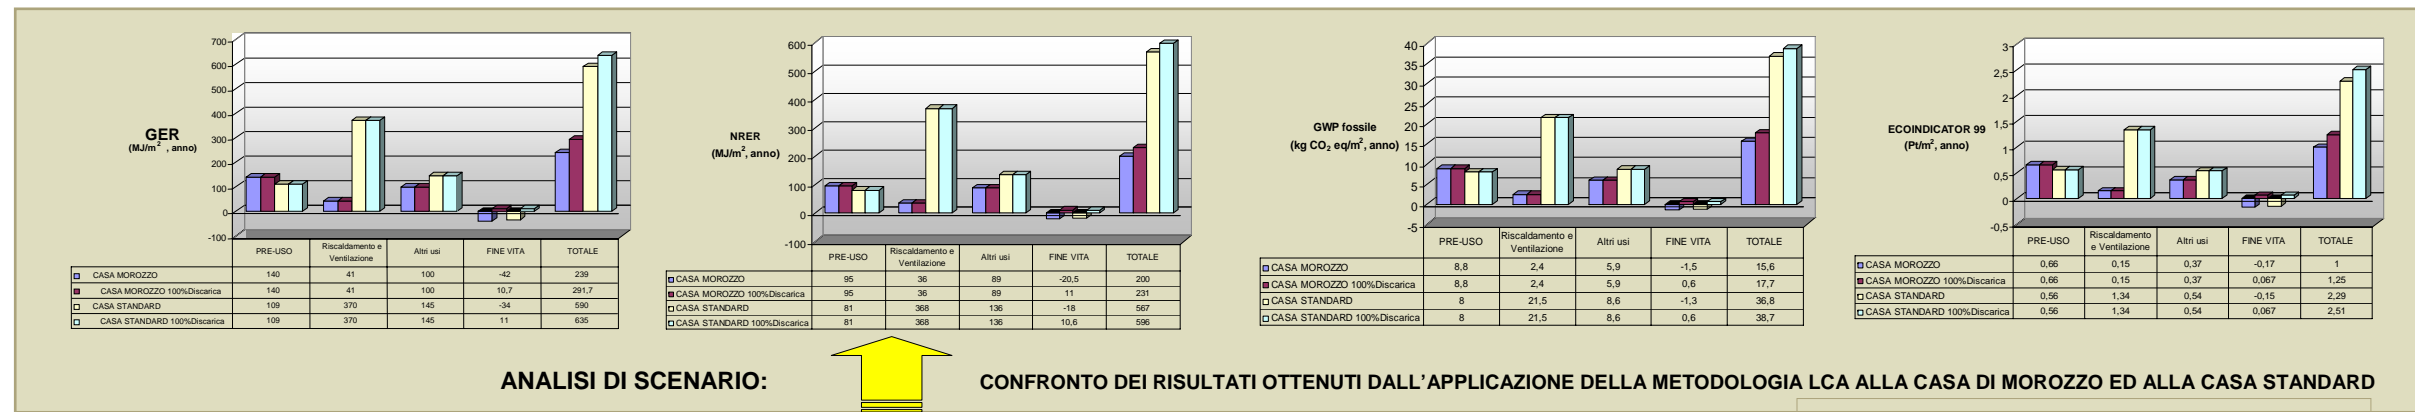 GER
(MJ/m², anno)
700
600
500
400
300
200
100
0
-100
PRE-USO Riscaldamento e Ventilazione Altri usi FINE VITA TOTALE
CASA MOROZZO 140 41 100 -42 239
CASA MOROZZO 100%Discarica 140 41 100 10,7 291,7
CASA STANDARD 109 370 145 -34 590
CASA STANDARD 100%Discarica 109 370 145 11 635
NRER
(MJ/m², anno)
600
500
400
300
200
100
0
-100
PRE-USO Riscaldamento e Ventilazione Altri usi FINE VITA TOTALE
CASA MOROZZO 95 36 89 -20,5 200
CASA MOROZZO 100%Discarica 95 36 89 11 231
CASA STANDARD 81 368 136 -18 567
CASA STANDARD 100%Discarica 81 368 136 10,6 596
GWP fossile
(kg CO₂ eq/m², anno)
40
35
30
25
20
15
10
5
0
-5
PRE-USO Riscaldamento e Ventilazione Altri usi FINE VITA TOTALE
CASA MOROZZO 8,8 2,4 5,9 -1,5 15,6
CASA MOROZZO 100%Discarica 8,8 2,4 5,9 0,6 17,7
CASA STANDARD 8 21,5 8,6 -1,3 36,8
CASA STANDARD 100%Discarica 8 21,5 8,6 0,6 38,7
ECOINDICATOR 99
(Pt/m², anno)
3
2,5
2
1,5
1
0,5
0
-0,5
PRE-USO Riscaldamento e Ventilazione Altri usi FINE VITA TOTALE
CASA MOROZZO 0,66 0,15 0,37 -0,17 1
CASA MOROZZO 100%Discarica 0,66 0,15 0,37 0,067 1,25
CASA STANDARD 0,56 1,34 0,54 -0,15 2,29
CASA STANDARD 100%Discarica 0,56 1,34 0,54 0,067 2,51
ANALISI DI SCENARIO: CONFRONTO DEI RISULTATI OTTENUTI DALL'APPLICAZIONE DELLA METODOLOGIA LCA ALLA CASA DI MOROZZO ED ALLA CASA STANDARD